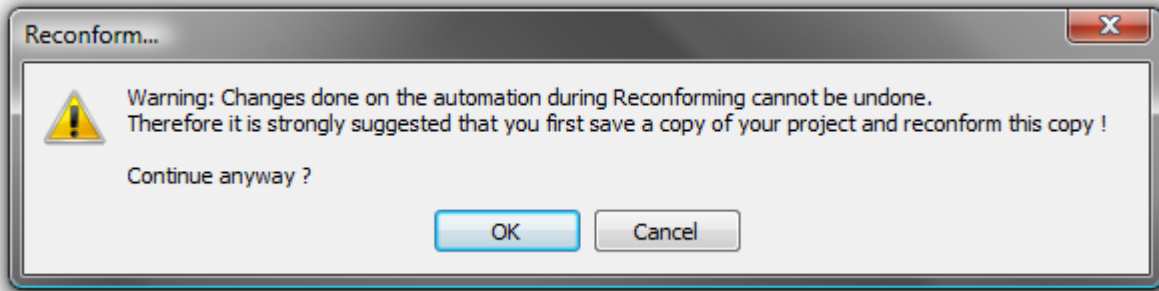 Reconform...
Warning: Changes done on the automation during Reconforming cannot be undone.
Therefore it is strongly suggested that you first save a copy of your project and reconform this copy !
Continue anyway ?
OK
Cancel